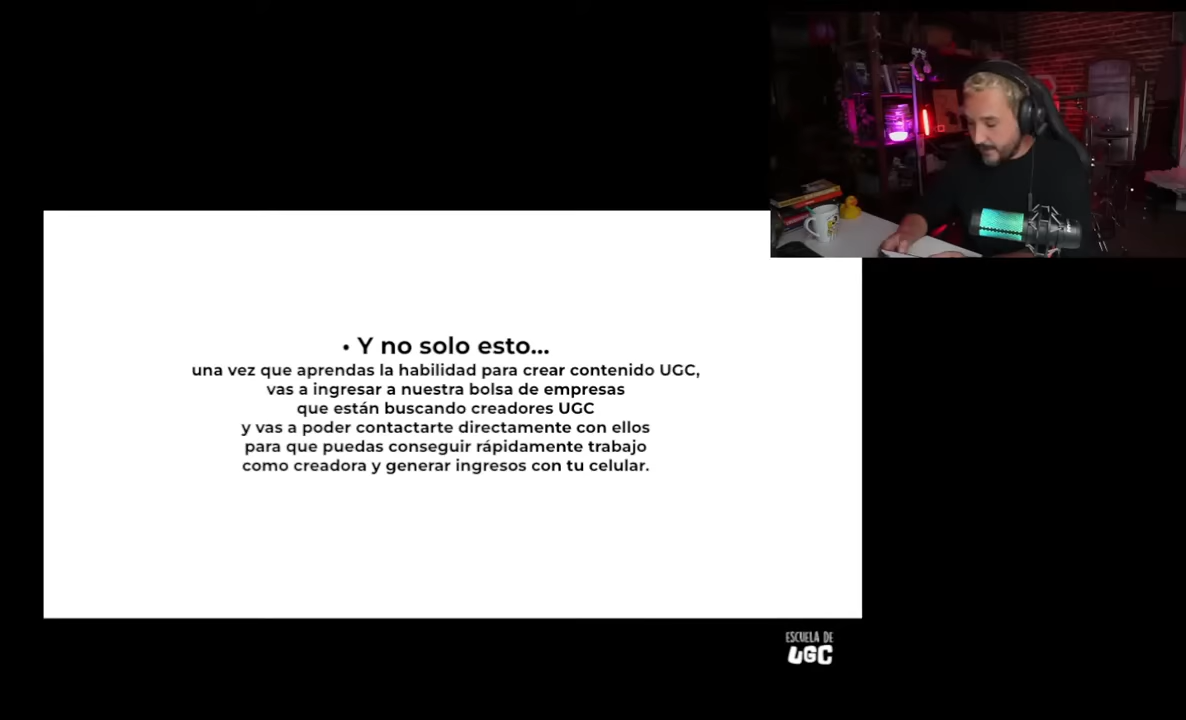 • Y no solo esto...
una vez que aprendas la habilidad para crear contenido UGC,
vas a ingresar a nuestra bolsa de empresas
que están buscando creadores UGC
y vas a poder contactarte directamente con ellos
para que puedas conseguir rápidamente trabajo
como creadora y generar ingresos con tu celular.
ESCUELA DE
UGC